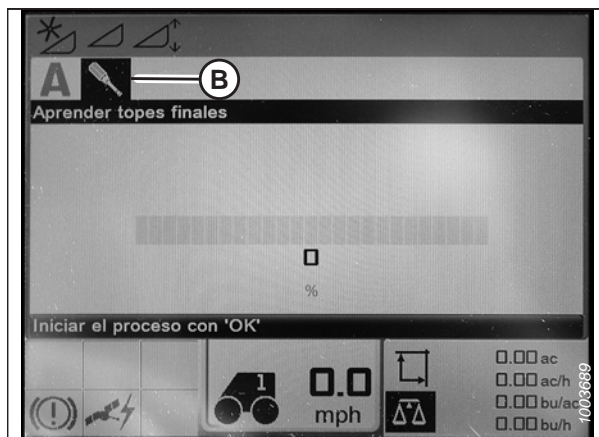 A
B
Aprender topes finales
0
%
Iniciar el proceso con 'OK'
1
0.0
mph
0.00 ac
0.00 ac/h
0.00 bu/ac
0.00 bu/h
1003689